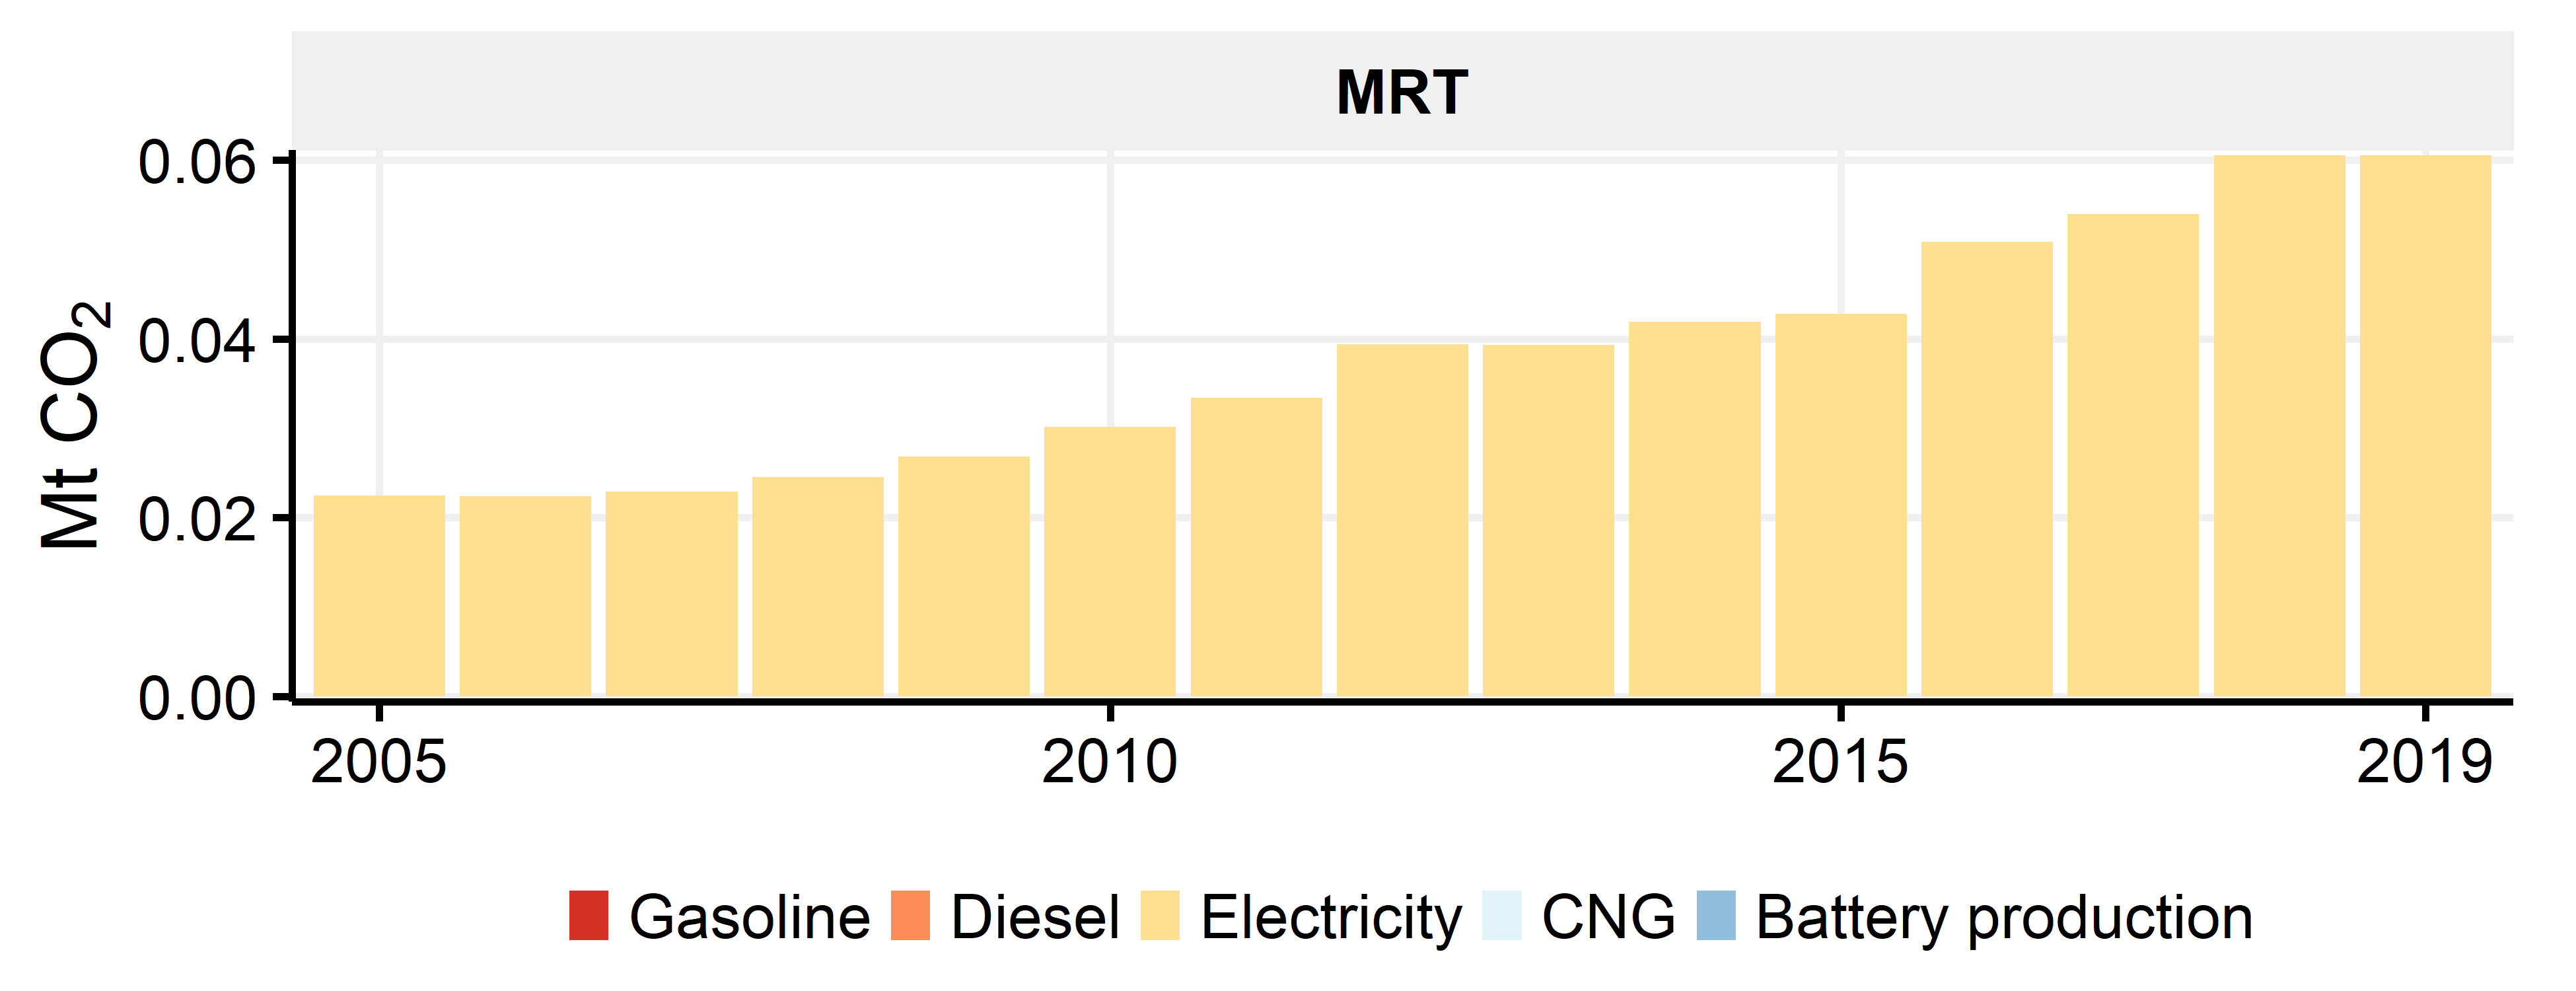 MRT
0.06
0.04
0.02
0.00
Mt CO₂
2005 2010 2015 2019
Gasoline Diesel Electricity CNG Battery production